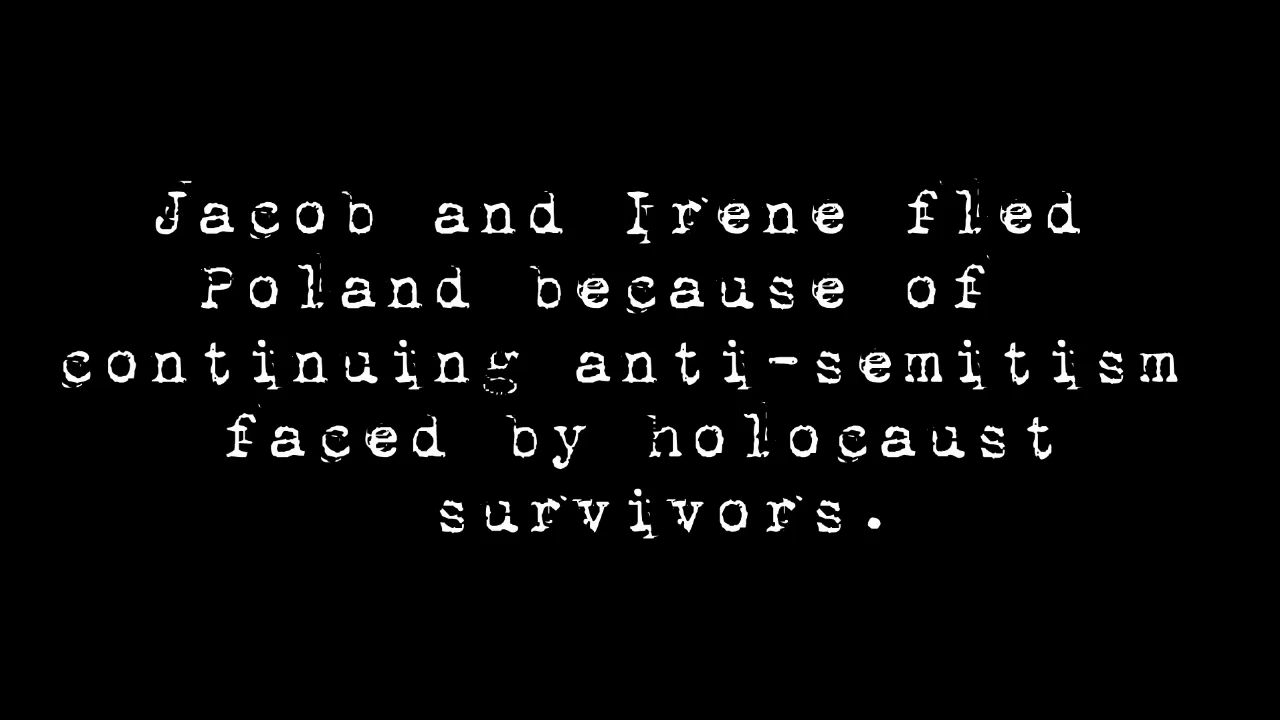 Jacob and Irene fled
Poland because of
continuing anti-semitism
faced by holocaust
survivors.